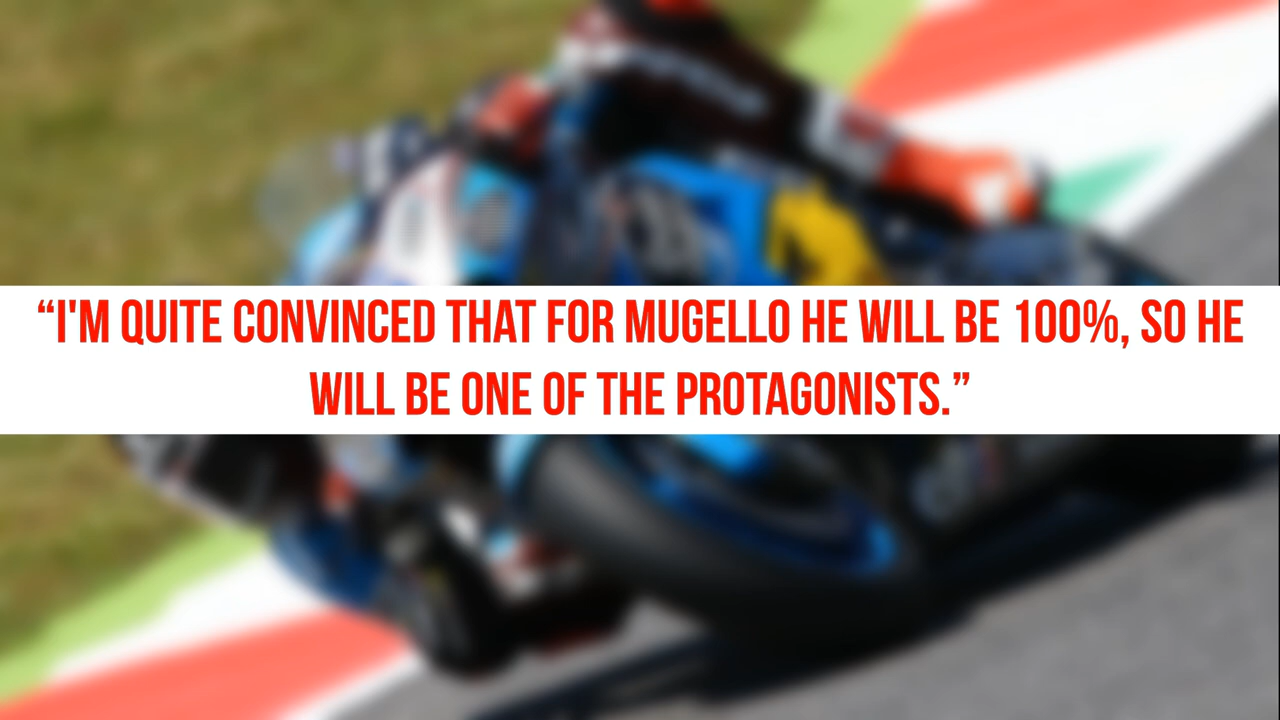 “I'M QUITE CONVINCED THAT FOR MUGELLO HE WILL BE 100%, SO HE
WILL BE ONE OF THE PROTAGONISTS.”